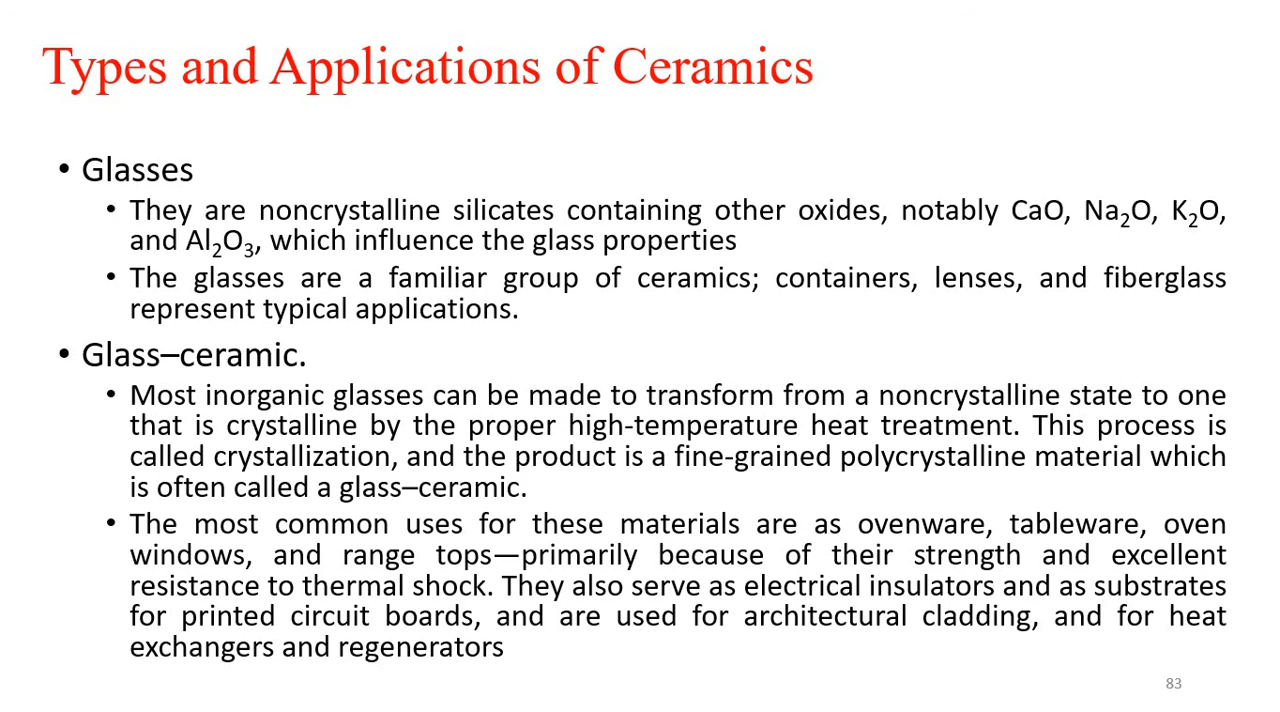 Types and Applications of Ceramics
• Glasses
• They are noncrystalline silicates containing other oxides, notably CaO, Na₂O, K₂O,
and Al₂O₃, which influence the glass properties
• The glasses are a familiar group of ceramics; containers, lenses, and fiberglass
represent typical applications.
• Glass–ceramic.
• Most inorganic glasses can be made to transform from a noncrystalline state to one
that is crystalline by the proper high-temperature heat treatment. This process is
called crystallization, and the product is a fine-grained polycrystalline material which
is often called a glass–ceramic.
• The most common uses for these materials are as ovenware, tableware, oven
windows, and range tops—primarily because of their strength and excellent
resistance to thermal shock. They also serve as electrical insulators and as substrates
for printed circuit boards, and are used for architectural cladding, and for heat
exchangers and regenerators
83